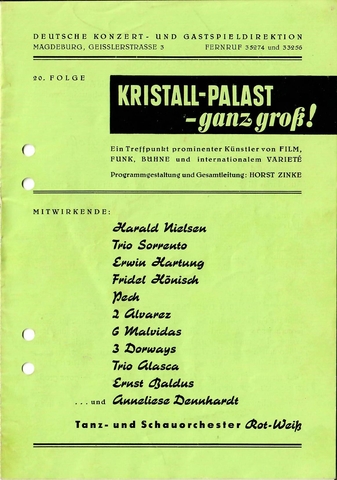 DEUTSCHE KONZERT- UND GASTSPIELDIREKTION
MAGDEBURG, GEISSLERSTRASSE 3 FERNRUF 35274 und 33256
20. FOLGE
KRISTALL-PALAST
-ganz groß!
Ein Treffpunkt prominenter Künstler von FILM,
FUNK, BÜHNE und internationalem VARIETÉ
Programmgestaltung und Gesamtleitung: HORST ZINKE
MITWIRKENDE:
Harald Nielsen
Trio Sorrento
Erwin Hartung
Fridel Hönisch
Pech
2 Alvarez
6 Malvidas
3 Dorways
Trio Alasca
Ernst Baldus
...und Anneliese Dennhardt
Tanz- und Schauorchester Rot-Weiß